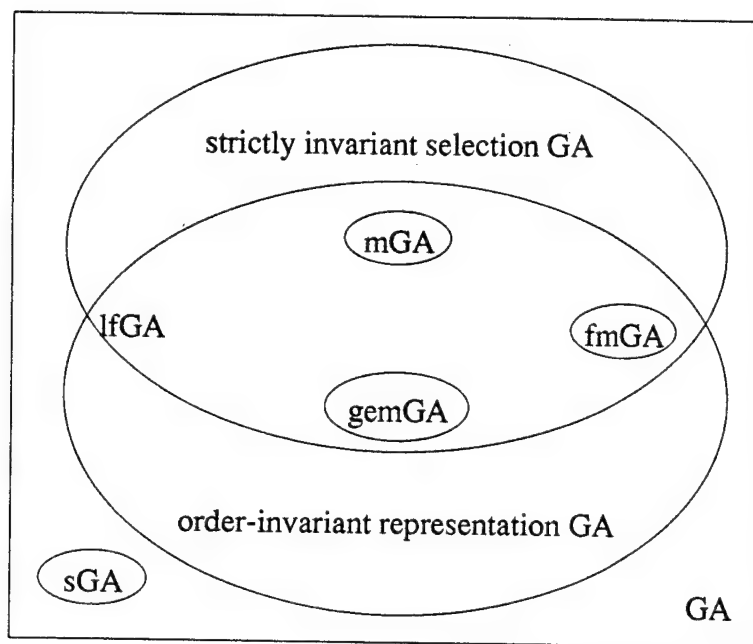 strictly invariant selection GA
mGA
lfGA
fmGA
gemGA
order-invariant representation GA
sGA
GA